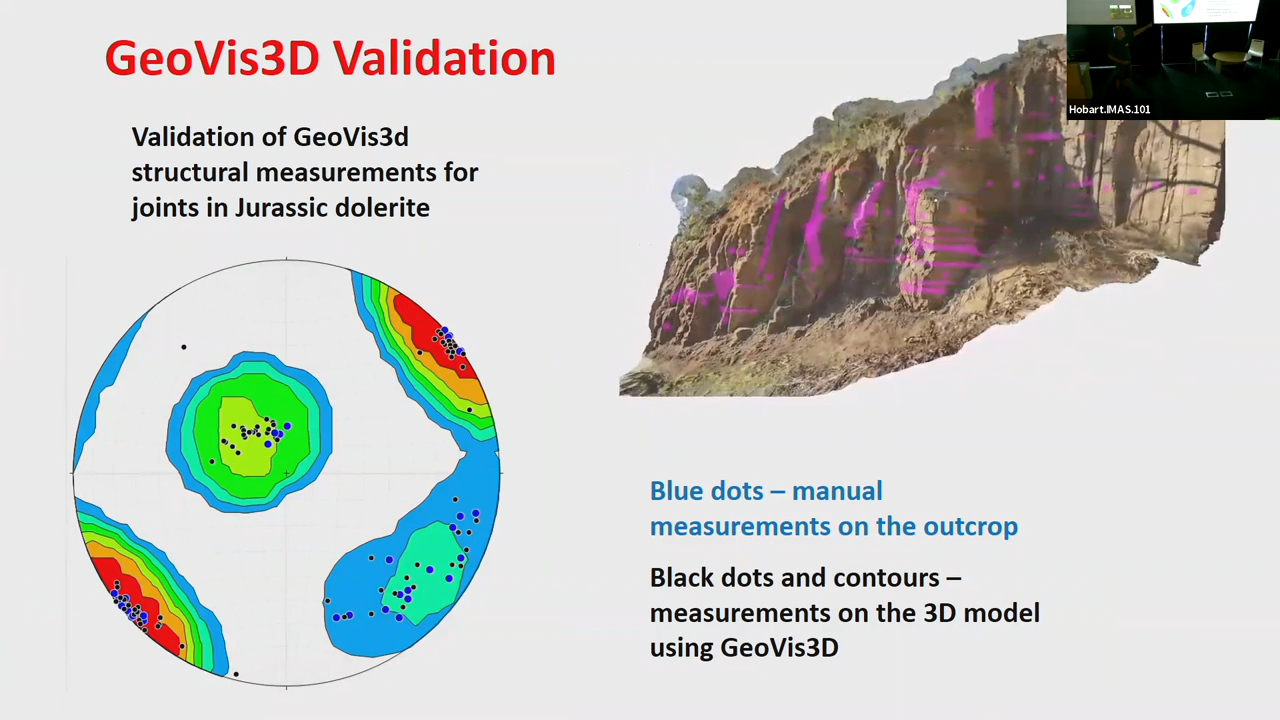 GeoVis3D Validation
Hobart.IMAS.101
Validation of GeoVis3d
structural measurements for
joints in Jurassic dolerite
Blue dots – manual
measurements on the outcrop
Black dots and contours –
measurements on the 3D model
using GeoVis3D